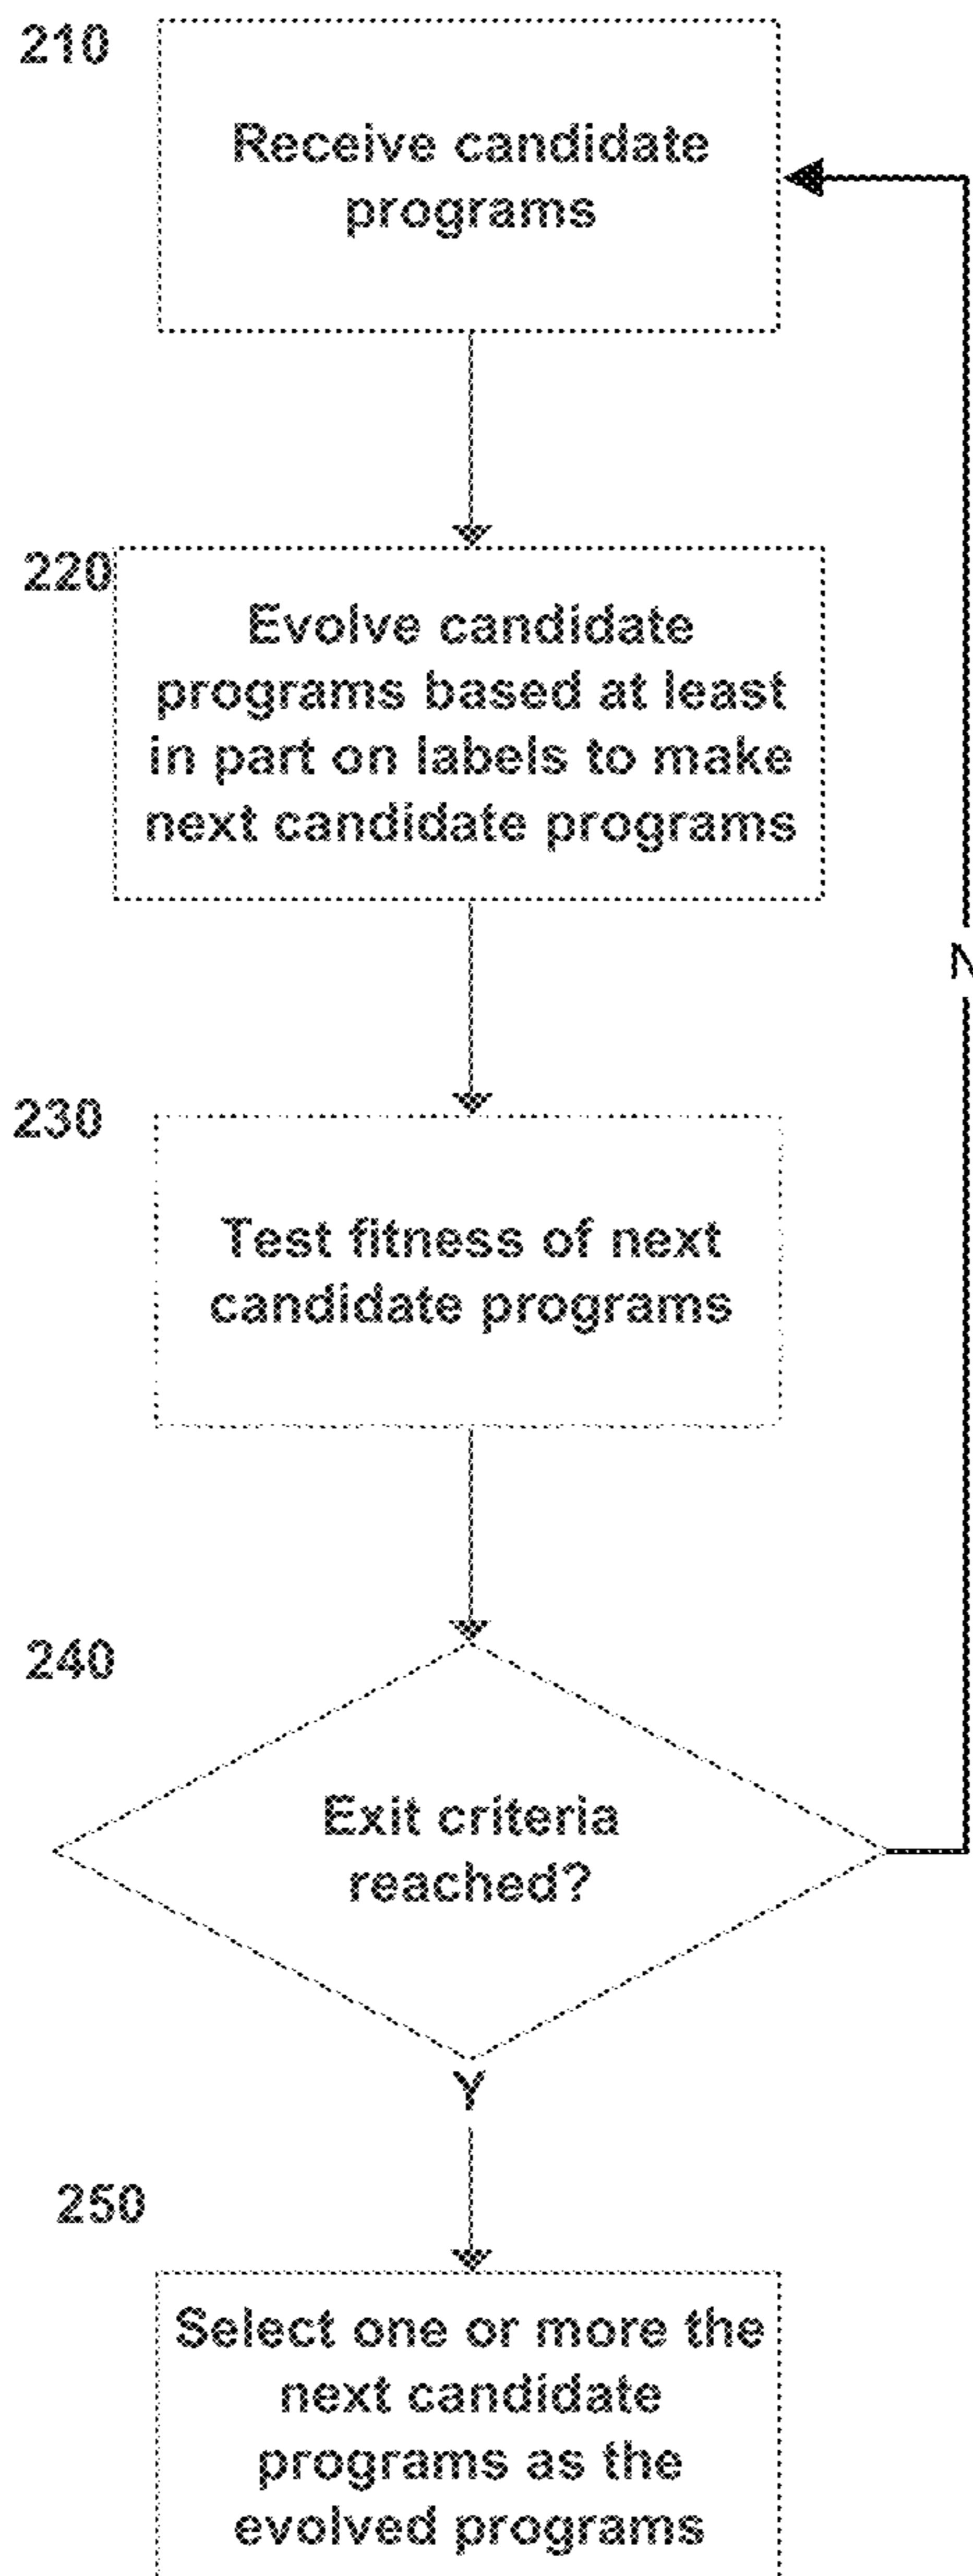 210
Receive candidate
programs
220
Evolve candidate
programs based at least
in part on labels to make
next candidate programs
N
230
Test fitness of next
candidate programs
240
Exit criteria
reached?
Y
250
Select one or more the
next candidate
programs as the
evolved programs